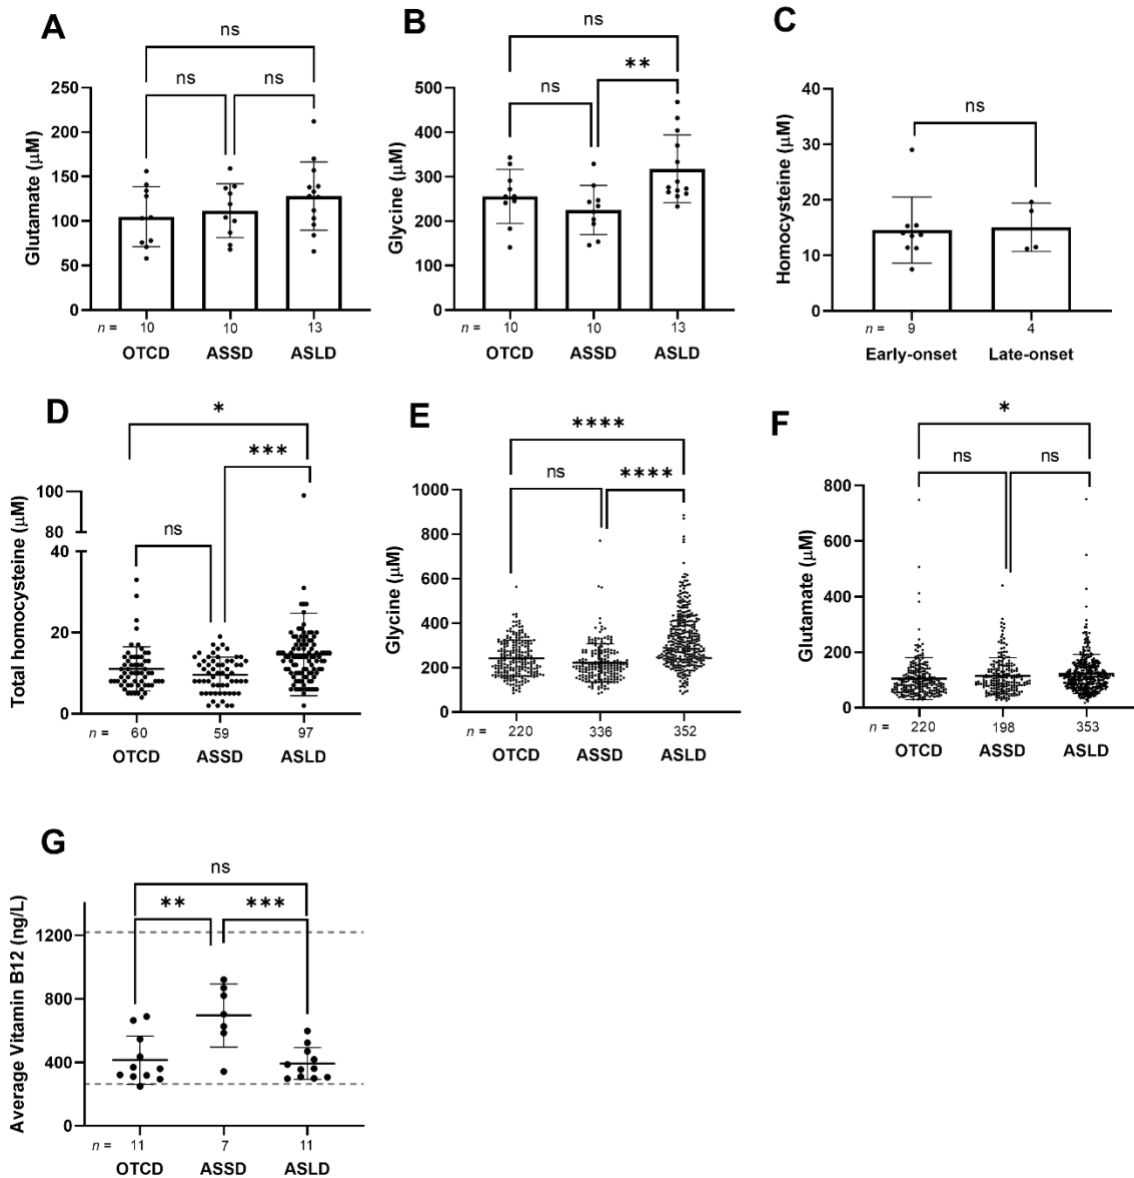 A
ns
ns
ns
Glutamate (μM)
250
200
150
100
50
0
n =
10
10
13
OTCD
ASSD
ASLD
B
ns
ns
**
Glycine (μM)
500
400
300
200
100
0
10
10
13
OTCD
ASSD
ASLD
C
ns
Homocysteine (μM)
40
30
20
10
0
n =
9
4
Early-onset
Late-onset
D
*
***
ns
Total homocysteine (μM)
100
80
40
20
0
n =
60
59
97
OTCD
ASSD
ASLD
E
****
ns
****
Glycine (μM)
1000
800
600
400
200
0
n =
220
336
352
OTCD
ASSD
ASLD
F
*
ns
ns
Glutamate (μM)
800
600
400
200
0
n =
220
198
353
OTCD
ASSD
ASLD
G
ns
**
***
Average Vitamin B12 (ng/L)
1200
800
400
0
n =
11
7
11
OTCD
ASSD
ASLD